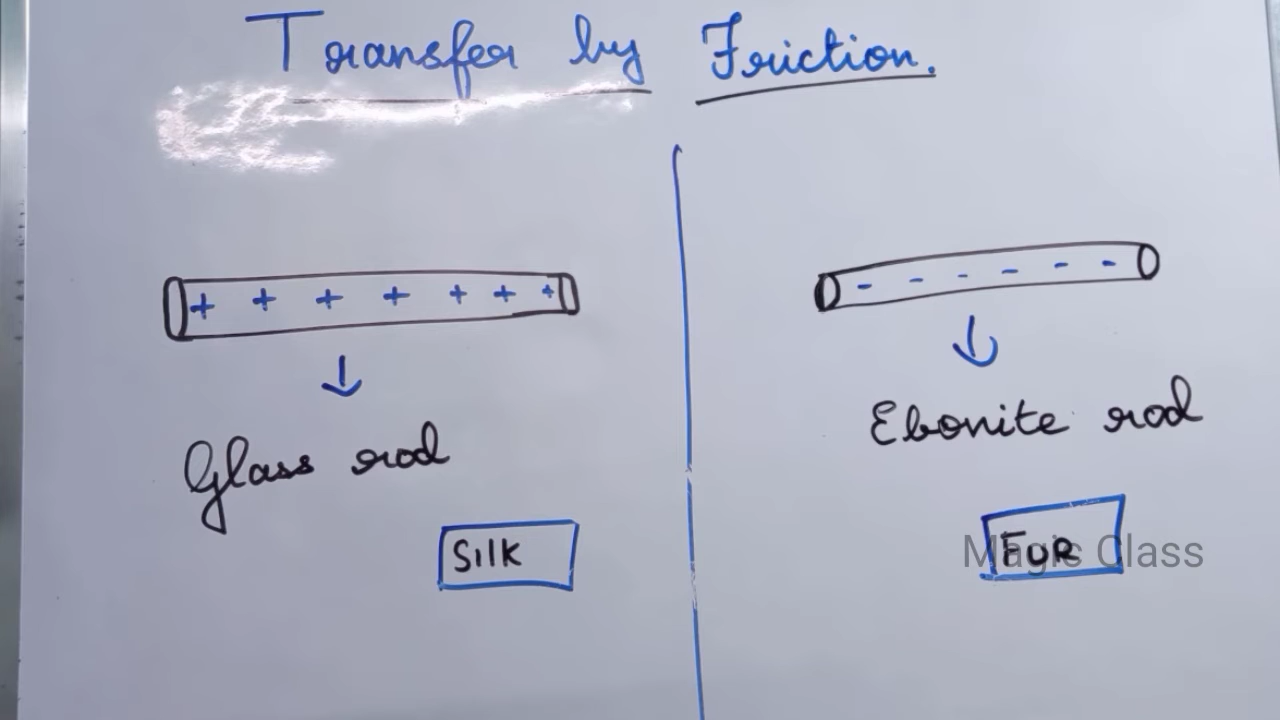 Transfer by Friction.
+ + + + + + +
- - - - - -
Glass rod
Silk
Ebonite rod
FUR
Magic Class